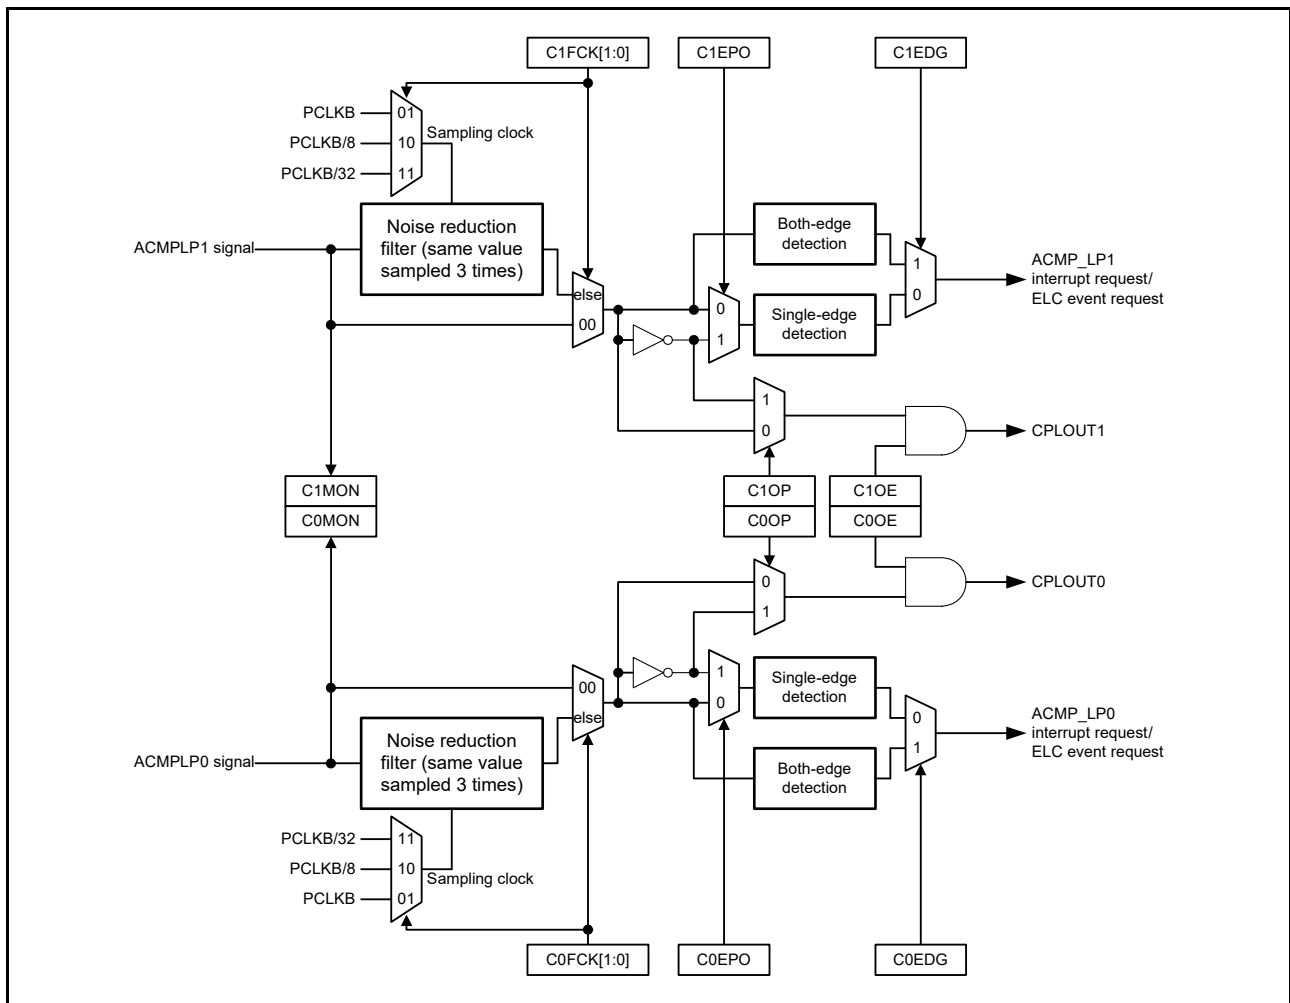 C1FCK[1:0]
C1EPO
C1EDG
PCLKB
01
Sampling clock
PCLKB/8
10
PCLKB/32
11
ACMPLP1 signal
Noise reduction
filter (same value
sampled 3 times)
else
00
Both-edge
detection
0
1
Single-edge
detection
1
0
ACMP_LP1
interrupt request/
ELC event request
1
0
CPLOUT1
C1MON
C0MON
C1OP
C0OP
C1OE
C0OE
0
1
CPLOUT0
00
else
1
0
Single-edge
detection
Both-edge
detection
0
1
ACMP_LP0
interrupt request/
ELC event request
ACMPLP0 signal
Noise reduction
filter (same value
sampled 3 times)
PCLKB/32
11
PCLKB/8
10
Sampling clock
PCLKB
01
C0FCK[1:0]
C0EPO
C0EDG